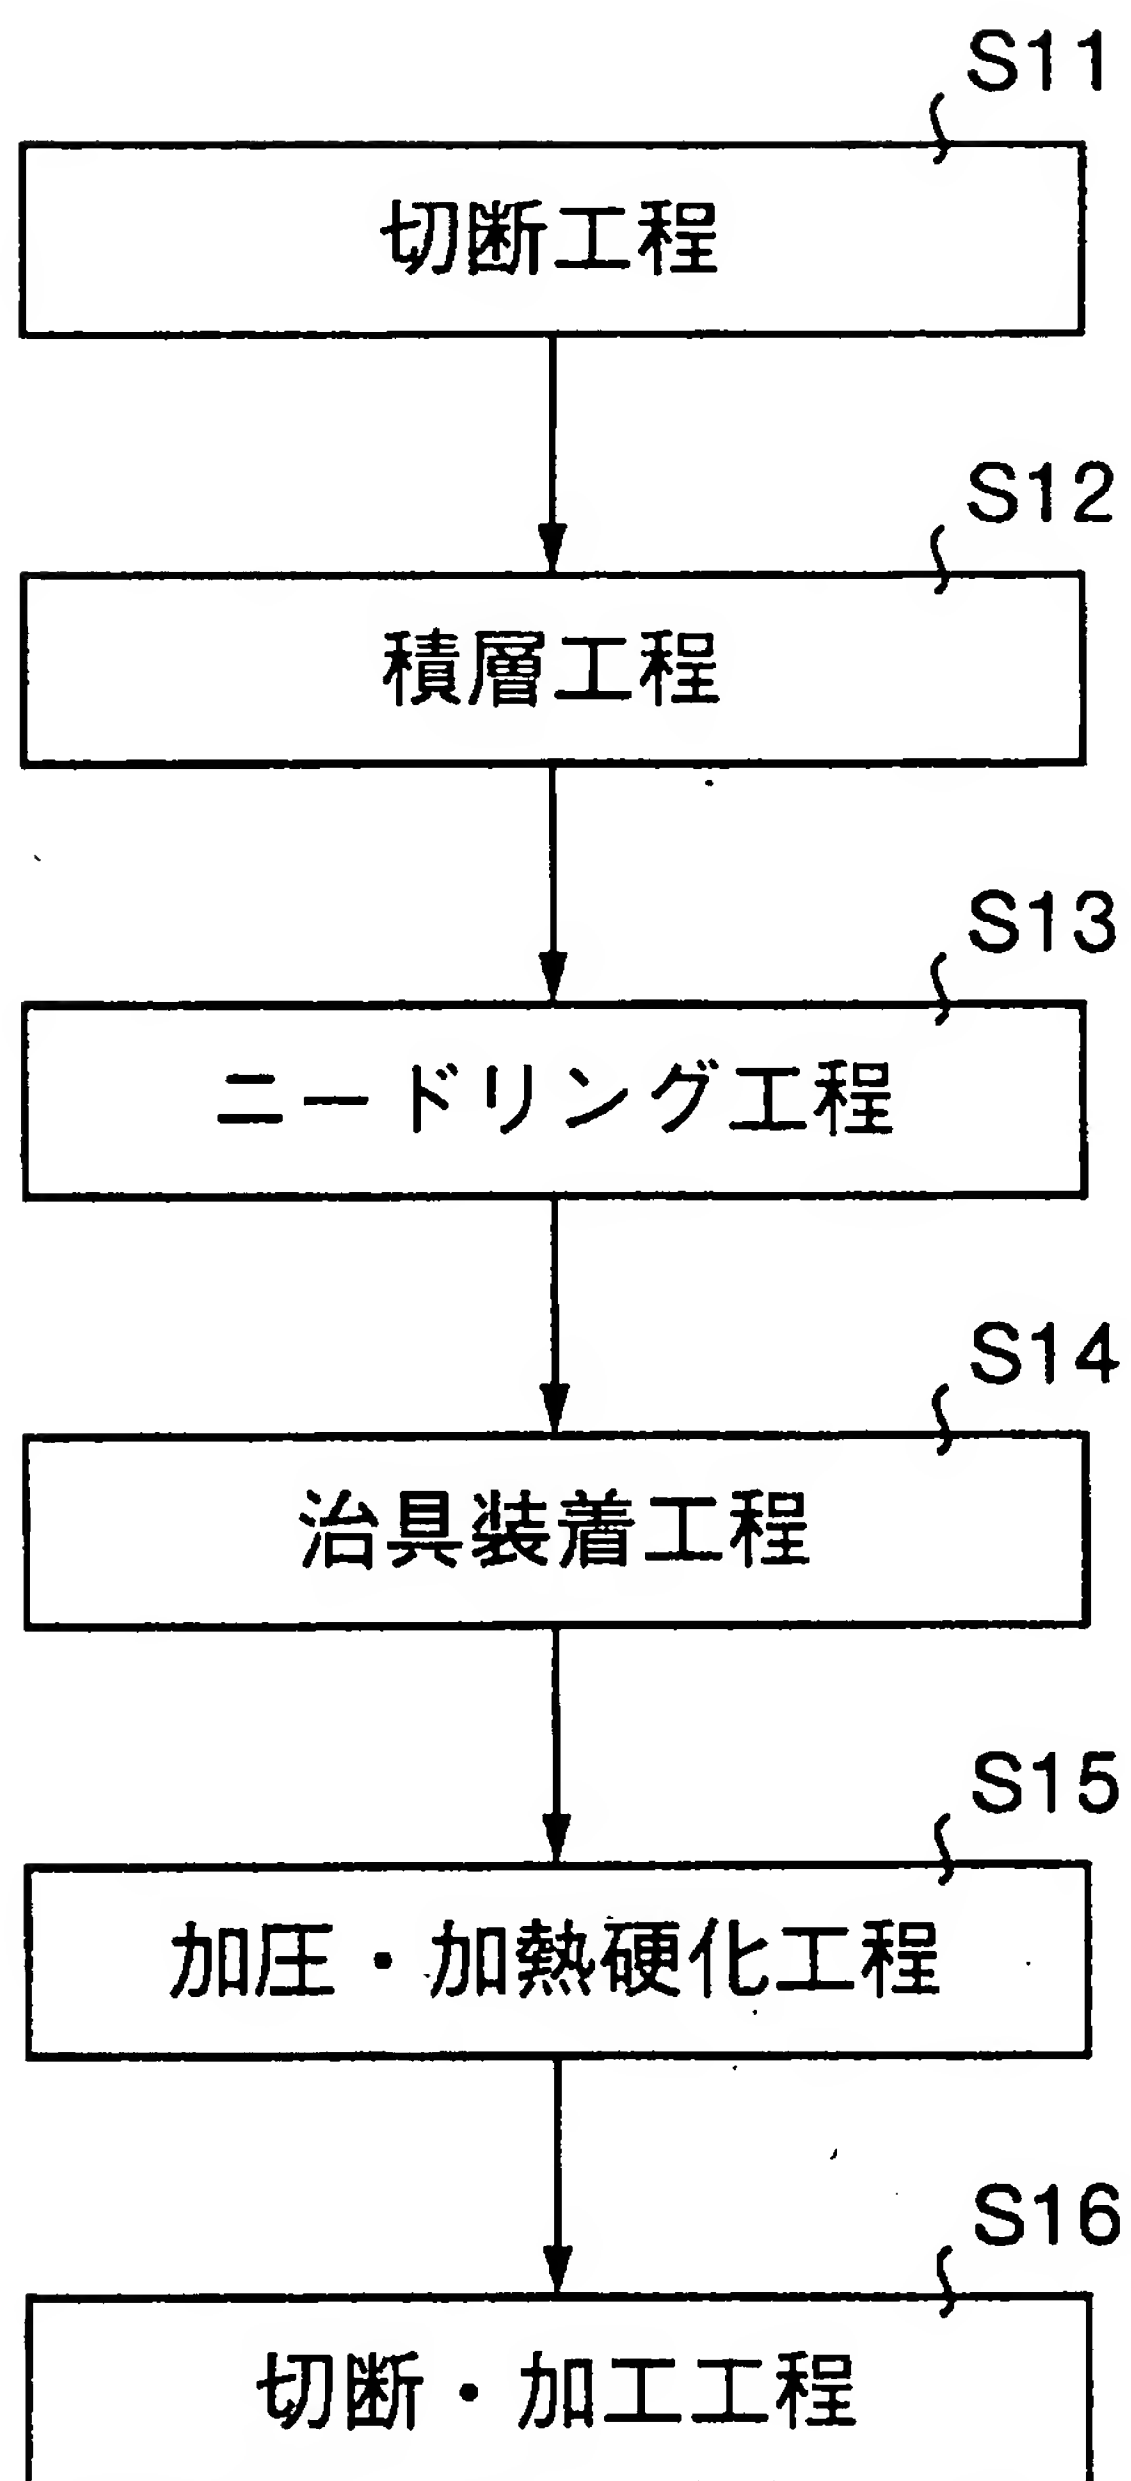 S11
切断工程
S12
積層工程
S13
ニードリング工程
S14
治具装着工程
S15
加圧・加熱硬化工程
S16
切断・加工工程